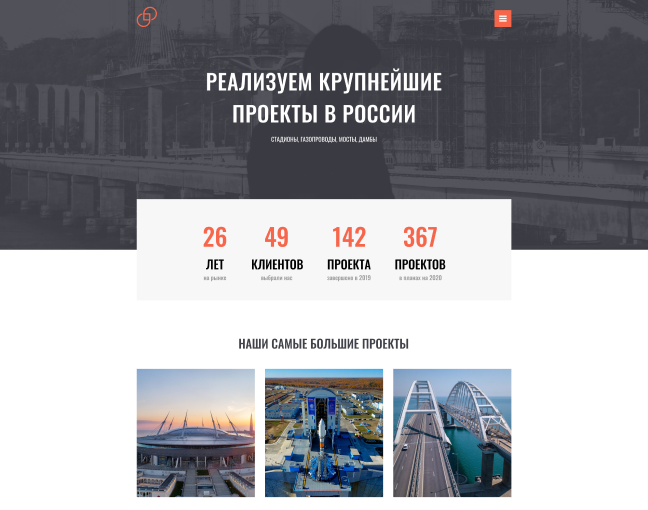 РЕАЛИЗУЕМ КРУПНЕЙШИЕ
ПРОЕКТЫ В РОССИИ
СТАДИОНЫ, ГАЗОПРОВОДЫ, МОСТЫ, ДАМБЫ
26 49 142 367
ЛЕТ КЛИЕНТОВ ПРОЕКТА ПРОЕКТОВ
на рынке выбрали нас завершено в 2019 в планах на 2020
НАШИ САМЫЕ БОЛЬШИЕ ПРОЕКТЫ